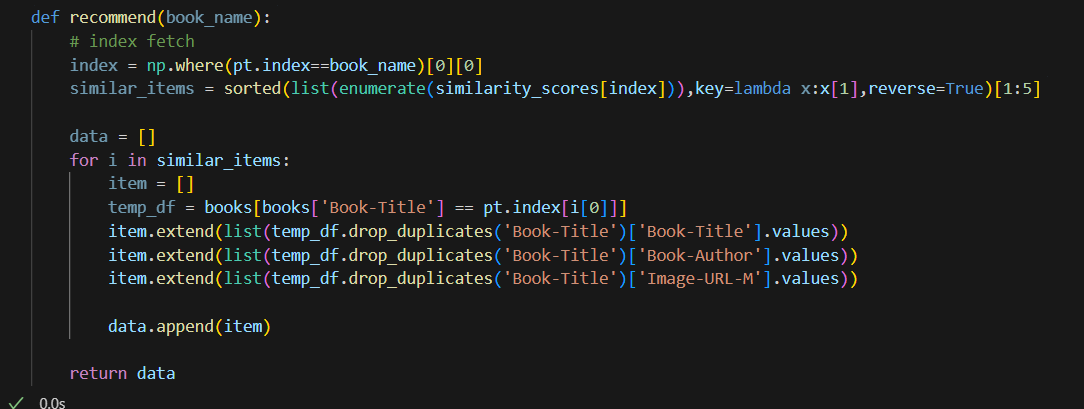 def recommend(book_name):
    # index fetch
    index = np.where(pt.index==book_name)[0][0]
    similar_items = sorted(list(enumerate(similarity_scores[index])),key=lambda x:x[1],reverse=True)[1:5]

    data = []
    for i in similar_items:
        item = []
        temp_df = books[books['Book-Title'] == pt.index[i[0]]]
        item.extend(list(temp_df.drop_duplicates('Book-Title')['Book-Title'].values))
        item.extend(list(temp_df.drop_duplicates('Book-Title')['Book-Author'].values))
        item.extend(list(temp_df.drop_duplicates('Book-Title')['Image-URL-M'].values))

        data.append(item)

    return data
0.0s